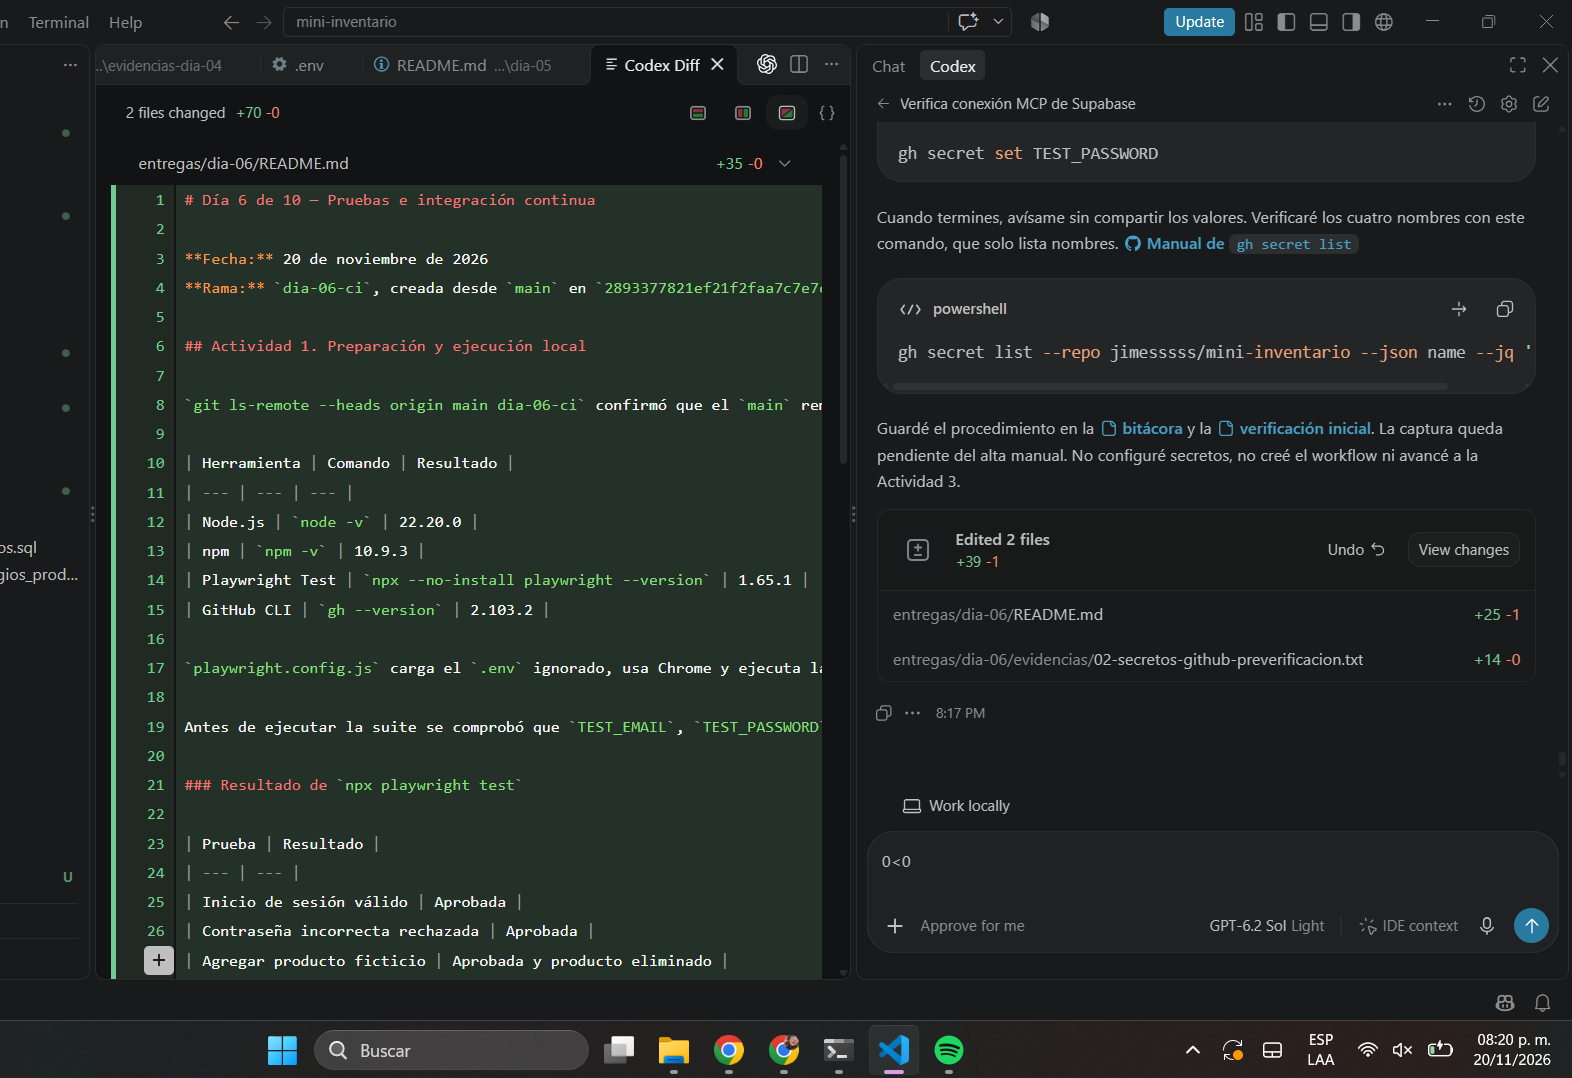 Terminal
Help
mini-inventario
Update
..\evidencias-dia-04
.env
README.md ...\dia-05
Codex Diff
2 files changed +70 -0
entregas/dia-06/README.md +35 -0
1 # Día 6 de 10 — Pruebas e integración continua
2
3 **Fecha:** 20 de noviembre de 2026
4 **Rama:** `dia-06-ci`, creada desde `main` en `2893377821ef21f2faa7c7e7
5
6 ## Actividad 1. Preparación y ejecución local
7
8 `git ls-remote --heads origin main dia-06-ci` confirmó que el `main` rem
9
10 | Herramienta | Comando | Resultado |
11 | --- | --- | --- |
12 | Node.js | `node -v` | 22.20.0 |
13 | npm | `npm -v` | 10.9.3 |
14 | Playwright Test | `npx --no-install playwright --version` | 1.65.1 |
15 | GitHub CLI | `gh --version` | 2.103.2 |
16
17 `playwright.config.js` carga el `.env` ignorado, usa Chrome y ejecuta la
18
19 Antes de ejecutar la suite se comprobó que `TEST_EMAIL`, `TEST_PASSWORD`
20
21 ### Resultado de `npx playwright test`
22
23 | Prueba | Resultado |
24 | --- | --- |
25 | Inicio de sesión válido | Aprobada |
26 | Contraseña incorrecta rechazada | Aprobada |
+ | Agregar producto ficticio | Aprobada y producto eliminado |
os.sql
gios_prod...
U
Chat
Codex
Verifica conexión MCP de Supabase
gh secret set TEST_PASSWORD
Cuando termines, avísame sin compartir los valores. Verificaré los cuatro nombres con este
comando, que solo lista nombres. Manual de gh secret list
powershell
gh secret list --repo jimesssss/mini-inventario --json name --jq '
Guardé el procedimiento en la bitácora y la verificación inicial. La captura queda
pendiente del alta manual. No configuré secretos, no creé el workflow ni avancé a la
Actividad 3.
Edited 2 files
+39 -1
Undo
View changes
entregas/dia-06/README.md +25 -1
entregas/dia-06/evidencias/02-secretos-github-preverificacion.txt +14 -0
8:17 PM
Work locally
0<0
Approve for me
GPT-6.2 Sol Light
IDE context
Buscar
ESP
LAA
08:20 p. m.
20/11/2026